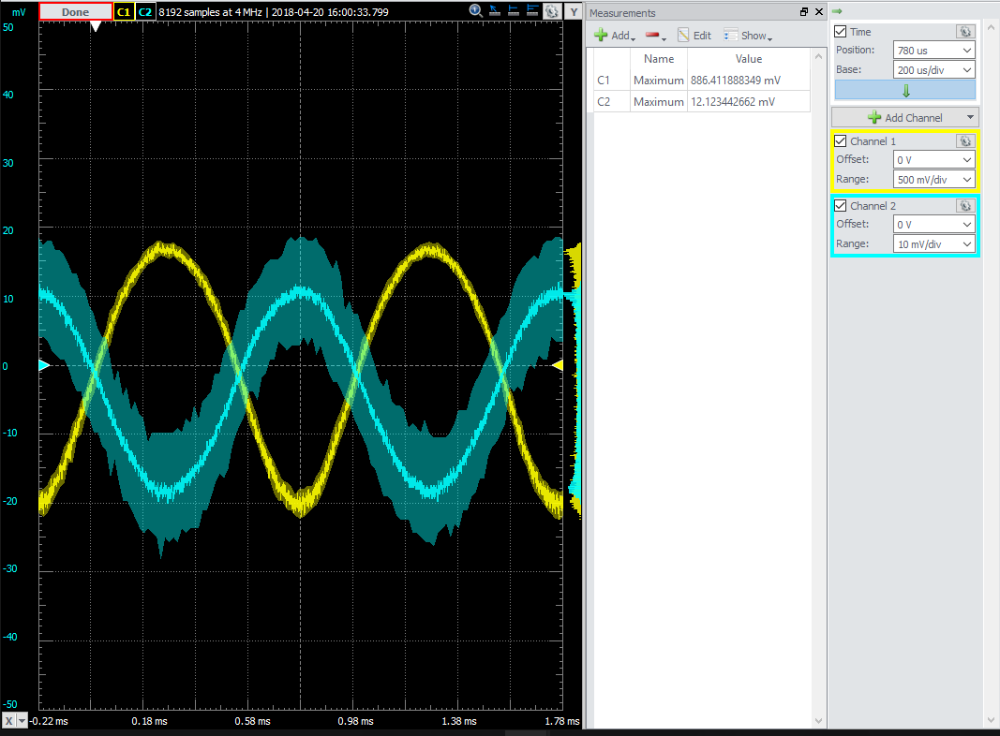 mV Done C1 C2 8192 samples at 4 MHz | 2018-04-20 16:00:33.799 Y
50
40
30
20
10
0
-10
-20
-30
-40
-50
X -0.22 ms 0.18 ms 0.58 ms 0.98 ms 1.38 ms 1.78 ms
Measurements
Add Edit Show
Name Value
C1 Maximum 886.411888349 mV
C2 Maximum 12.123442662 mV
Time
Position: 780 us
Base: 200 us/div
Add Channel
Channel 1
Offset: 0 V
Range: 500 mV/div
Channel 2
Offset: 0 V
Range: 10 mV/div